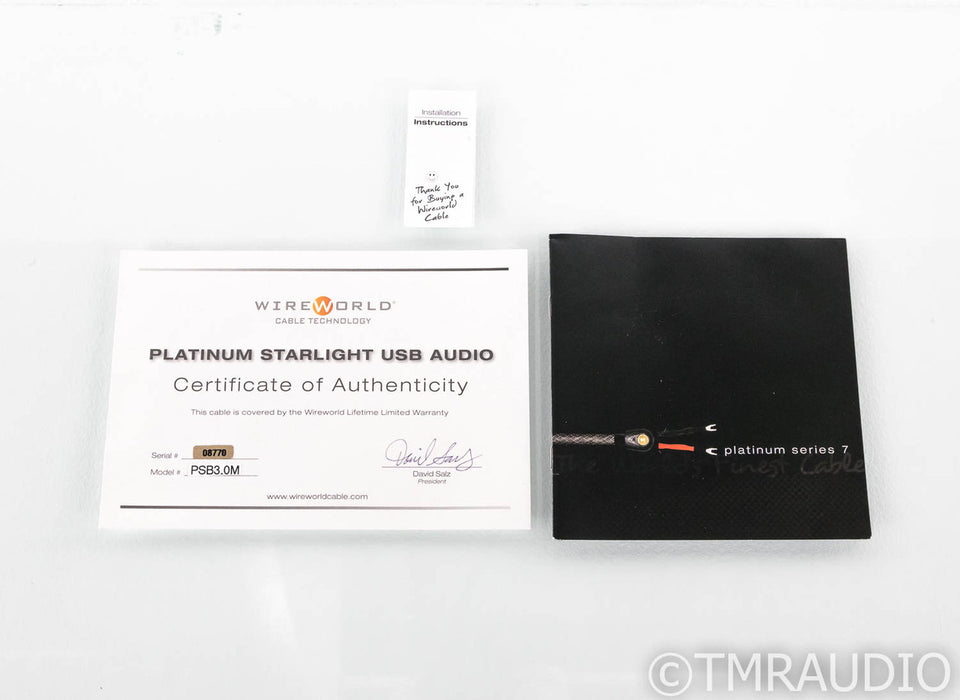 Installation
Instructions
Thank You
for Buying a
Wireworld
Cable
WIREWORLD®
CABLE TECHNOLOGY
PLATINUM STARLIGHT USB AUDIO
Certificate of Authenticity
This cable is covered by the Wireworld Lifetime Limited Warranty
Serial # 08770
Model # PSB3.0M
David Salz
David Salz
President
www.wireworldcable.com
platinum series 7
Finest Cable
©TMRAUDIO